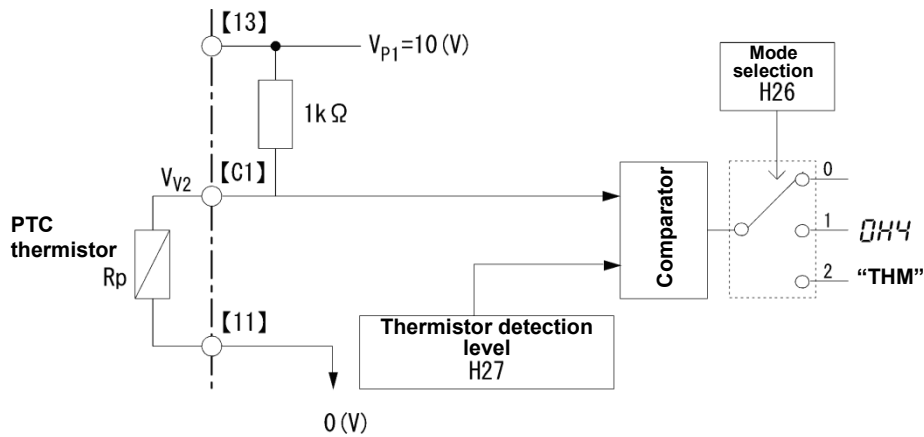 【13】
V_P1=10(V)
Mode
selection
H26
1kΩ
【C1】
V_V2
0
PTC
thermistor
Rp
Comparator
1
OH4
2
“THM”
【11】
Thermistor detection
level
H27
0(V)